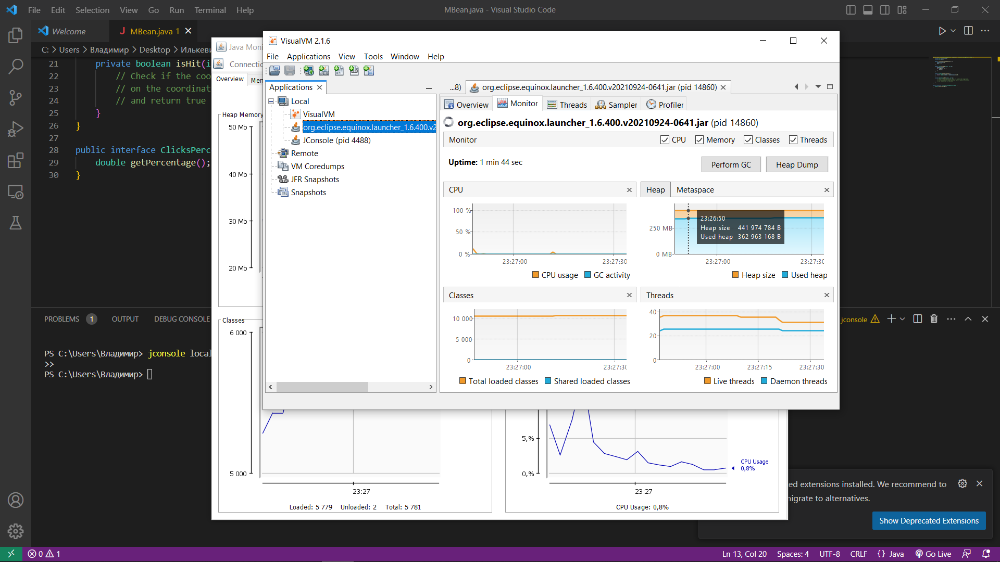 File Edit Selection View Go Run Terminal Help
MBean.java - Visual Studio Code
Welcome
J MBean.java 1
C: > Users > Владимир > Desktop >
21 private boolean isHit(i
22 // Check if the coo
23 // on the coordinat
24 // and return true
25 }
26 }
27
28 public interface ClicksPerc
29 double getPercentage();
30 }
PROBLEMS 1 OUTPUT DEBUG CONSOLE
jconsole
PS C:\Users\Владимир> jconsole local
>>
PS C:\Users\Владимир>
Java Moni
Connectio
Overview Mem
Heap Memory
50 Mb
40 Mb
30 Mb
20 Mb
Classes
6 000
5 000
23:27
Loaded: 5 779 Unloaded: 2 Total: 5 781
5,%
0,%
CPU Usage
0,8%
23:27
CPU Usage: 0,8%
VisualVM 2.1.6
File Applications View Tools Window Help
Applications
Local
VisualVM
org.eclipse.equinox.launcher_1.6.400.v2
JConsole (pid 4488)
Remote
VM Coredumps
JFR Snapshots
Snapshots
...8) org.eclipse.equinox.launcher_1.6.400.v20210924-0641.jar (pid 14860)
Overview Monitor Threads Sampler Profiler
org.eclipse.equinox.launcher_1.6.400.v20210924-0641.jar (pid 14860)
Monitor CPU Memory Classes Threads
Uptime: 1 min 44 sec
Perform GC Heap Dump
CPU
100 %
50 %
0 %
23:27:00 23:27:30
CPU usage GC activity
Heap Metaspace
250 MB
0 MB
23:26:50
Heap size 441 974 784 B
Used heap 362 963 168 B
23:27:00 23:27:30
Heap size Used heap
Classes
10 000
5 000
0
23:27:00 23:27:30
Total loaded classes Shared loaded classes
Threads
40
20
0
23:27:00 23:27:15 23:27:30
Live threads Daemon threads
ed extensions installed. We recommend to
migrate to alternatives.
Show Deprecated Extensions
0 1
Ln 13, Col 20 Spaces: 4 UTF-8 CRLF {} Java Go Live